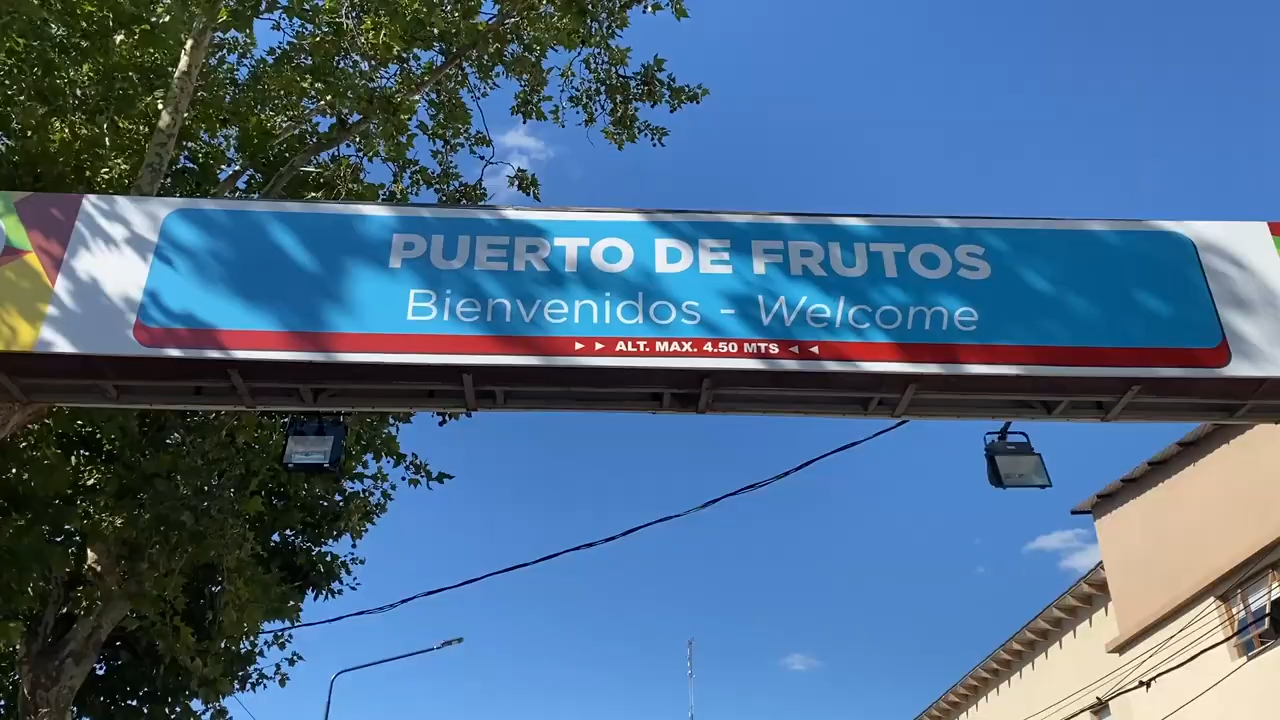 PUERTO DE FRUTOS
Bienvenidos - Welcome
►► ALT. MAX. 4.50 MTS ◄◄